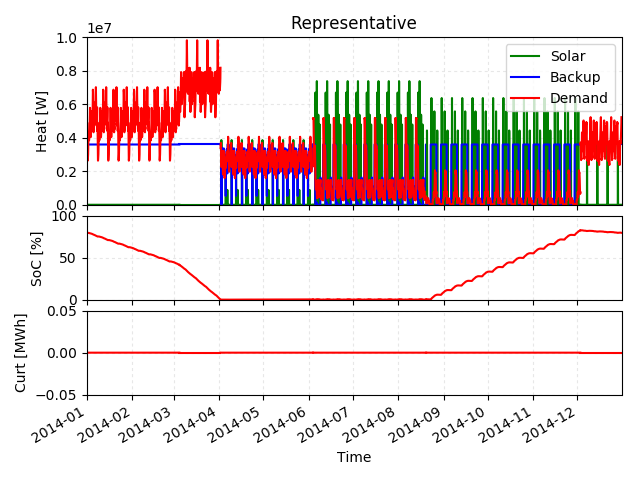 Representative
1e7
1.0
0.8
0.6
0.4
0.2
0.0
Heat [W]
Solar
Backup
Demand
100
50
0
SoC [%]
0.05
0.00
−0.05
Curt [MWh]
2014-01
2014-02
2014-03
2014-04
2014-05
2014-06
2014-07
2014-08
2014-09
2014-10
2014-11
2014-12
Time